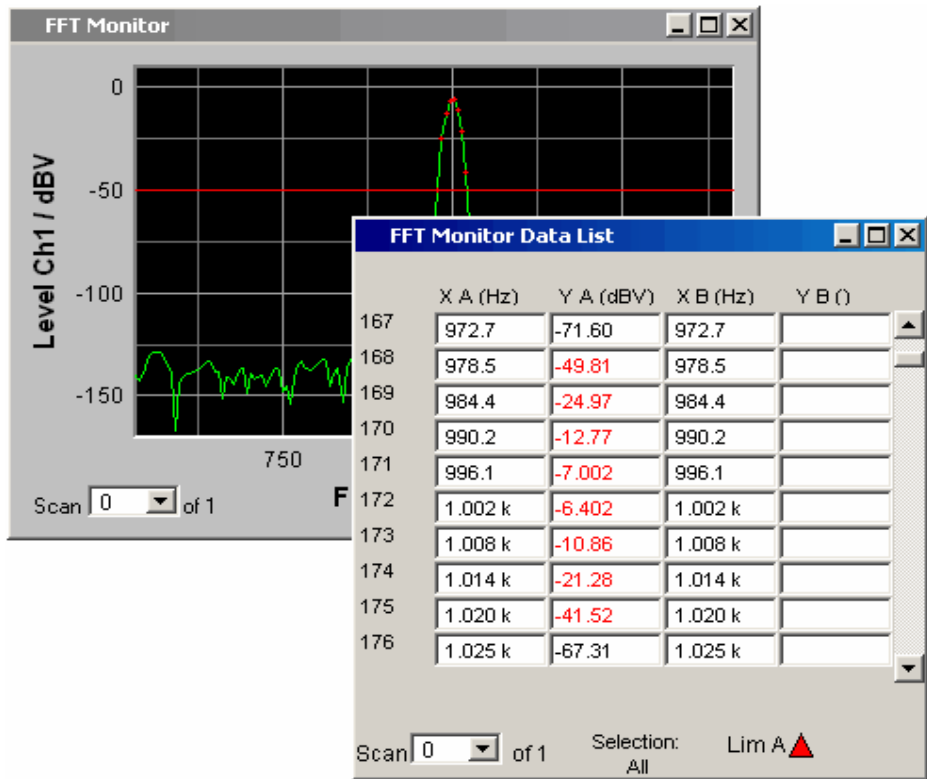 FFT Monitor
Level Ch1 / dBV
0
-50
-100
-150
750
F
Scan 0 of 1
FFT Monitor Data List
X A (Hz) Y A (dBV) X B (Hz) Y B ()
167 972.7 -71.60 972.7
168 978.5 -49.81 978.5
169 984.4 -24.97 984.4
170 990.2 -12.77 990.2
171 996.1 -7.002 996.1
172 1.002 k -6.402 1.002 k
173 1.008 k -10.86 1.008 k
174 1.014 k -21.28 1.014 k
175 1.020 k -41.52 1.020 k
176 1.025 k -67.31 1.025 k
Scan 0 of 1
Selection:
All
Lim A